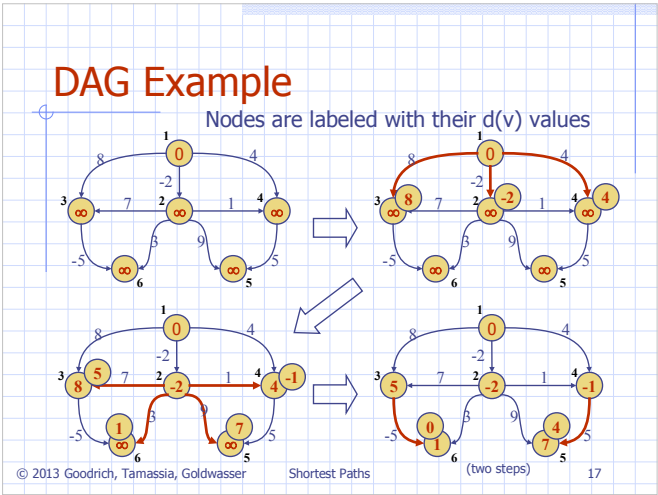 DAG Example
Nodes are labeled with their d(v) values
1
8 0 4
-2
3 2 4
∞ 7 ∞ 1 ∞
3 9
-5 ∞ ∞ 5
6 5
1
8 0 4
-2
3 8 2 -2 4 4
∞ 7 ∞ 1 ∞
3 9
-5 ∞ ∞ 5
6 5
1
8 0 4
-2
3 5 2 4 -1
8 7 -2 1 4
1 3 9 7
-5 ∞ ∞ 5
6 5
1
8 0 4
-2
3 2 4
5 7 -2 1 -1
0 3 9 4
-5 1 7 5
6 5
(two steps)
© 2013 Goodrich, Tamassia, Goldwasser Shortest Paths 17